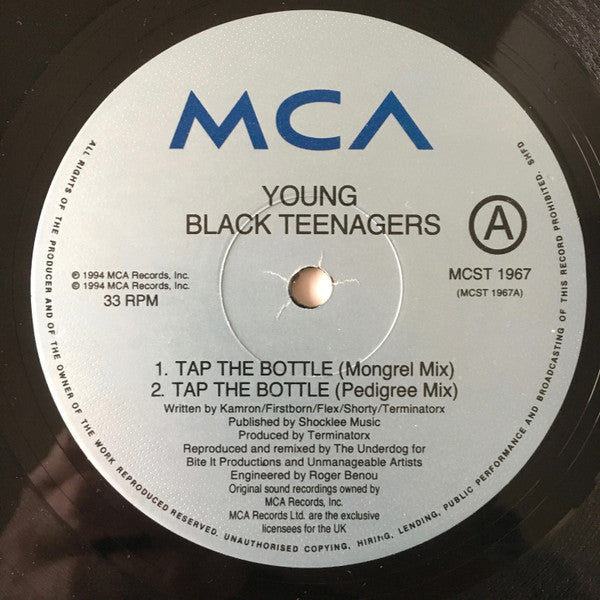 MCA
YOUNG
BLACK TEENAGERS
A
℗ 1994 MCA Records, Inc.
© 1994 MCA Records, Inc.
33 RPM
MCST 1967
(MCST 1967A)
1. TAP THE BOTTLE (Mongrel Mix)
2. TAP THE BOTTLE (Pedigree Mix)
Written by Kamron/Firstborn/Flex/Shorty/Terminatorx
Published by Shocklee Music
Produced by Terminatorx
Reproduced and remixed by The Underdog for
Bite It Productions and Unmanageable Artists
Engineered by Roger Benou
Original sound recordings owned by
MCA Records, Inc.
MCA Records Ltd. are the exclusive
licensees for the UK
ALL RIGHTS OF THE PRODUCER AND OF THE OWNER OF THE WORK REPRODUCED RESERVED. UNAUTHORISED COPYING, HIRING, LENDING, PUBLIC PERFORMANCE AND BROADCASTING OF THIS RECORD PROHIBITED. SHFD